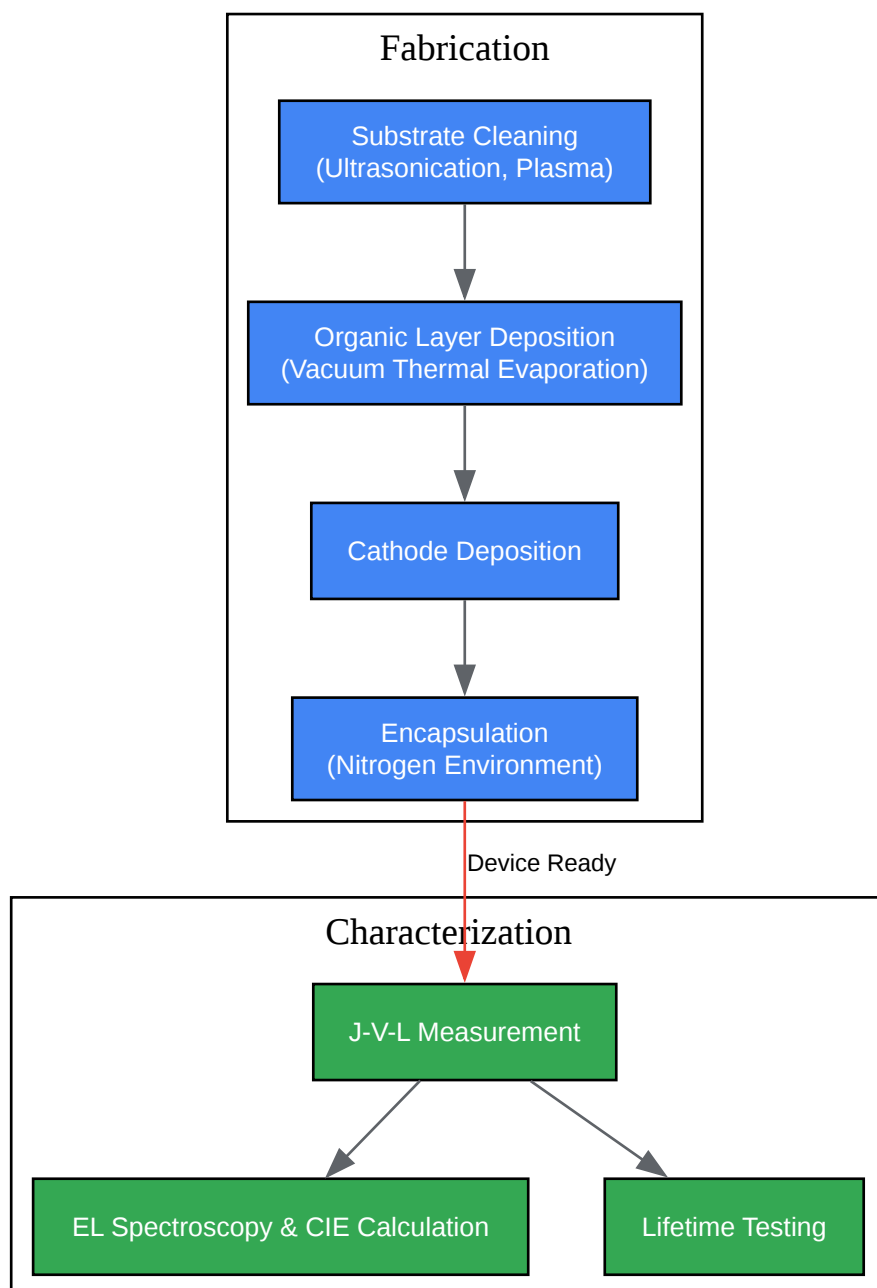 Fabrication
Substrate Cleaning
(Ultrasonication, Plasma)
Organic Layer Deposition
(Vacuum Thermal Evaporation)
Cathode Deposition
Encapsulation
(Nitrogen Environment)
Device Ready
Characterization
J-V-L Measurement
EL Spectroscopy & CIE Calculation
Lifetime Testing